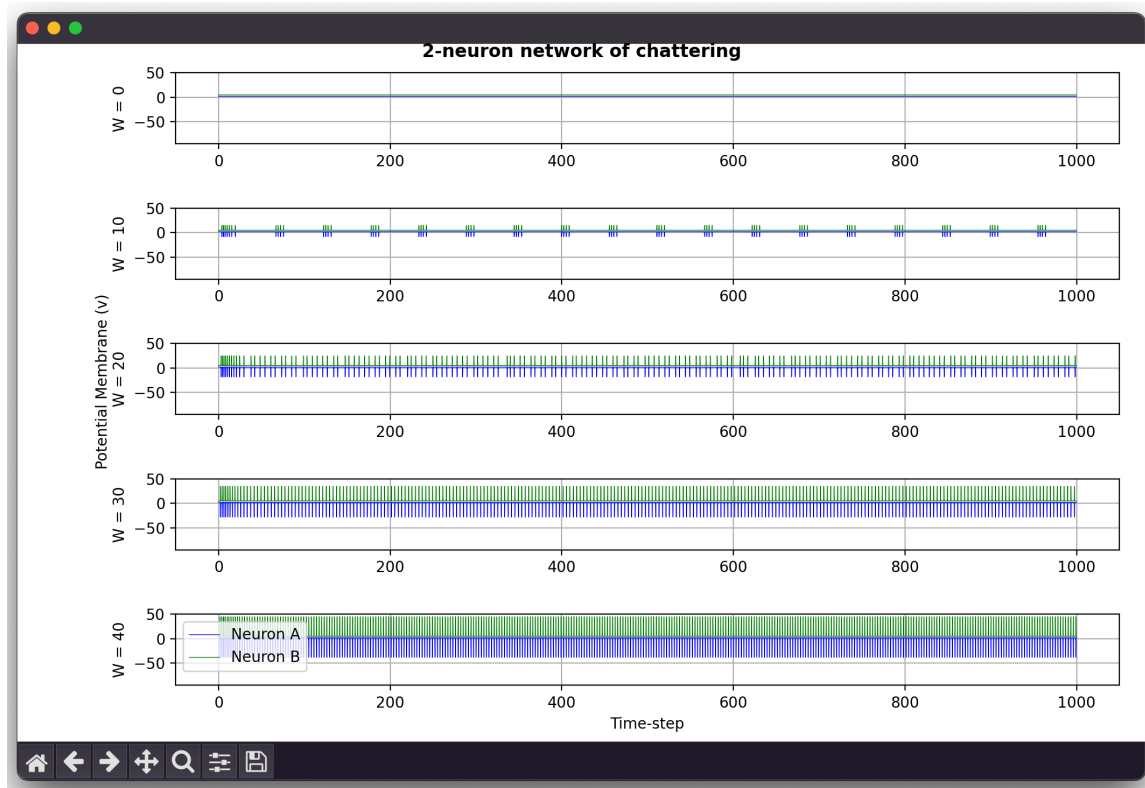 2-neuron network of chattering
50
0
−50
W = 0
0 200 400 600 800 1000
50
0
−50
W = 10
0 200 400 600 800 1000
Potential Membrane (v)
50
0
−50
W = 20
0 200 400 600 800 1000
50
0
−50
W = 30
0 200 400 600 800 1000
50
0
−50
W = 40
Neuron A
Neuron B
0 200 400 600 800 1000
Time-step